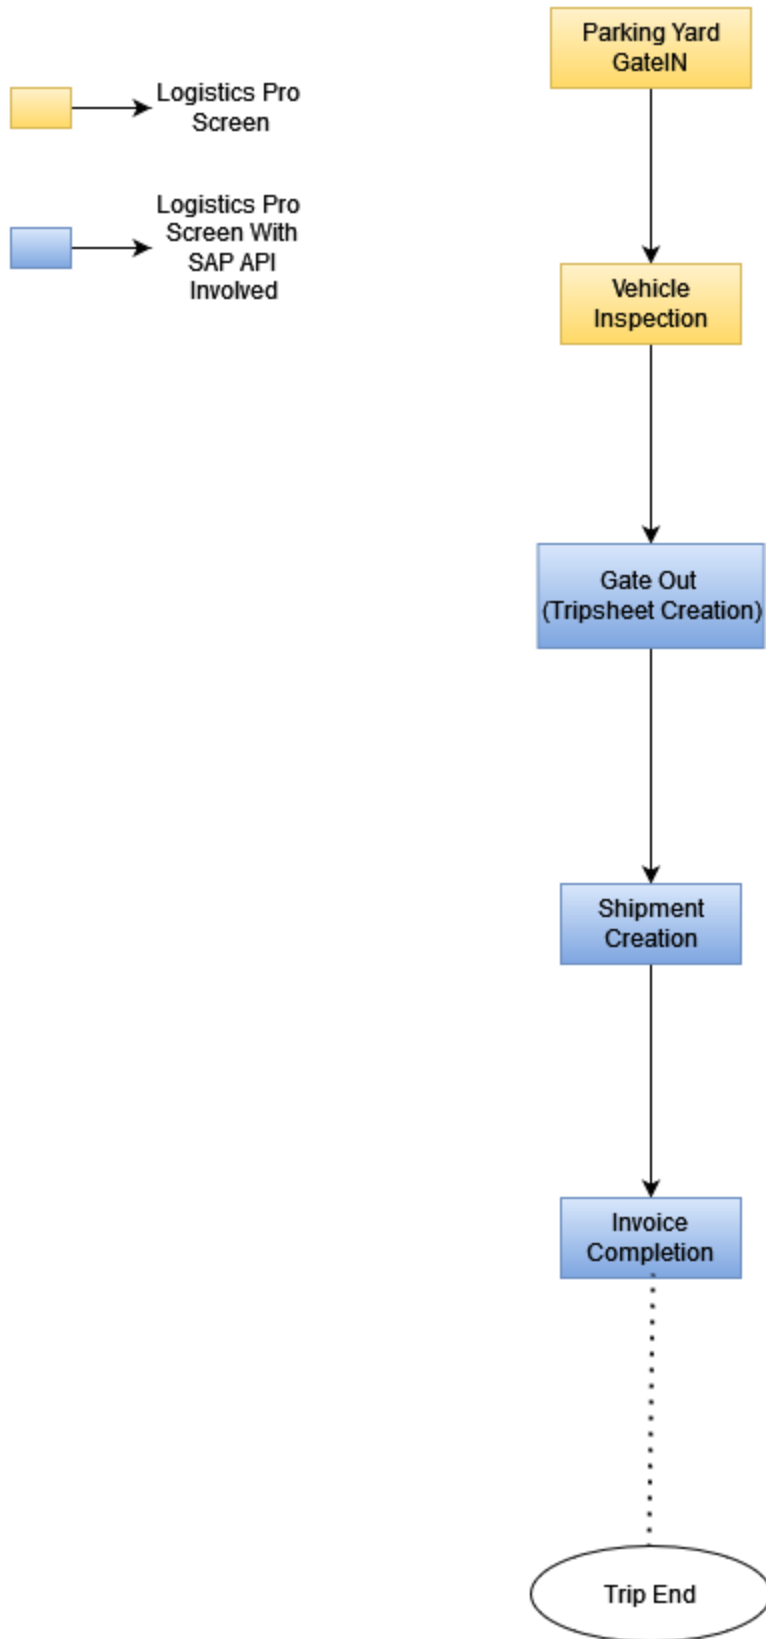 Parking Yard
GateIN
Logistics Pro
Screen
Logistics Pro
Screen With
SAP API
Involved
Vehicle
Inspection
Gate Out
(Tripsheet Creation)
Shipment
Creation
Invoice
Completion
Trip End